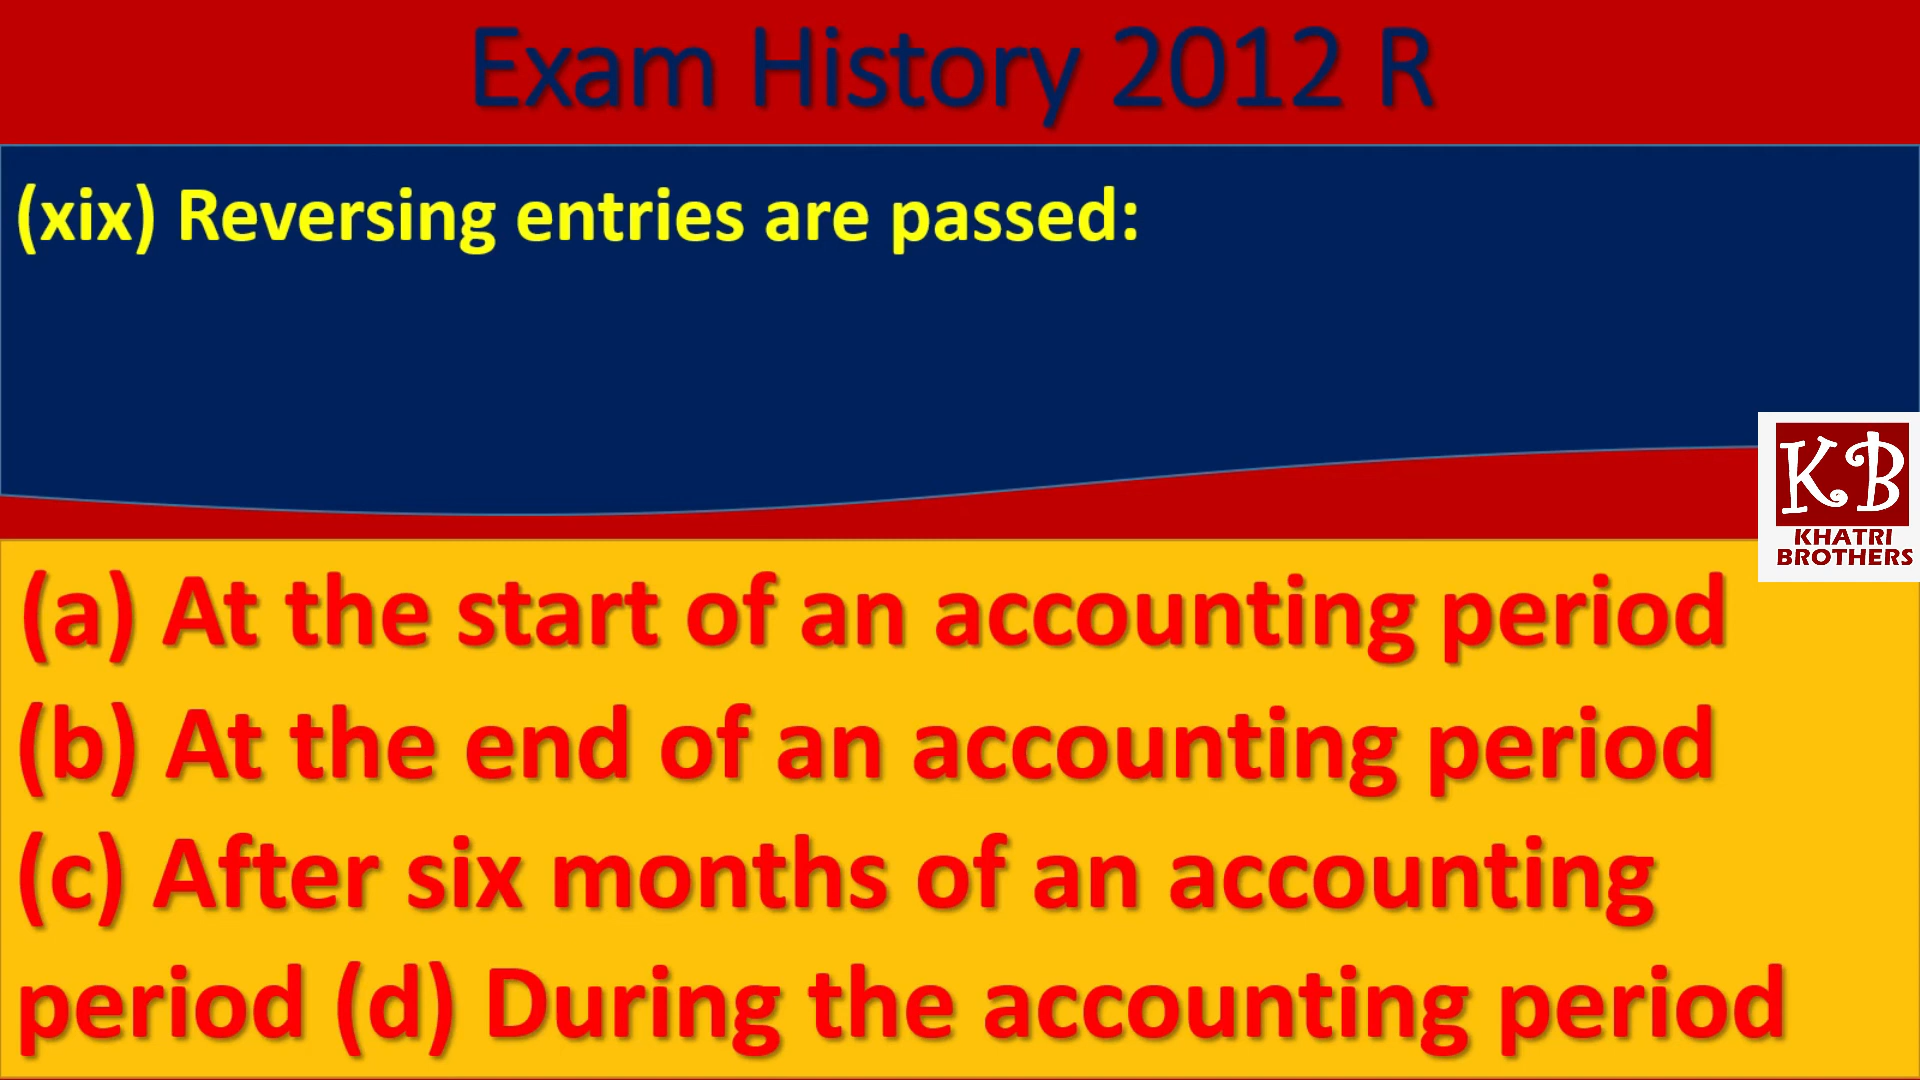 Exam History 2012 R
(xix) Reversing entries are passed:
KB
KHATRI
BROTHERS
(a) At the start of an accounting period
(b) At the end of an accounting period
(c) After six months of an accounting
period (d) During the accounting period